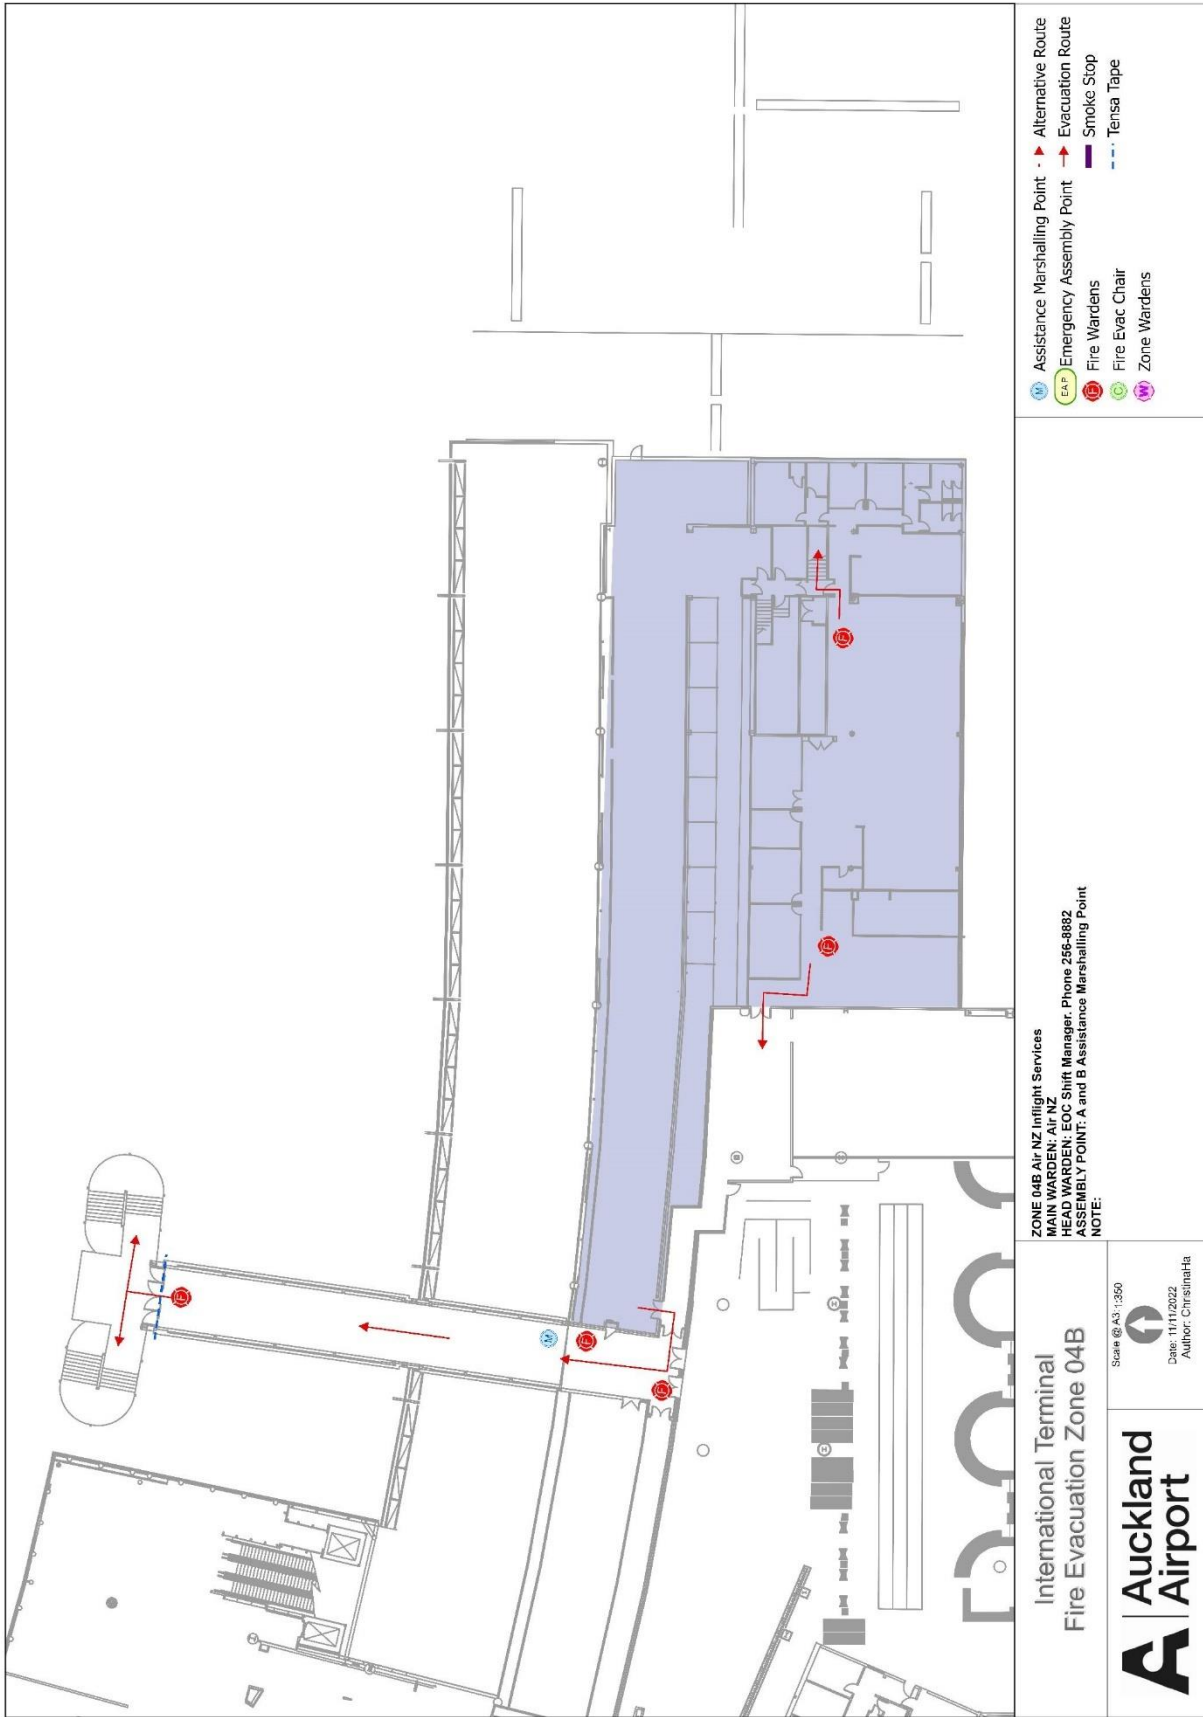 Assistance Marshalling Point
Emergency Assembly Point
Fire Wardens
Fire Evac Chair
Zone Wardens
Alternative Route
Evacuation Route
Smoke Stop
Tensa Tape
M
EAP
F
C
W
ZONE 04B Air NZ Inflight Services
MAIN WARDEN: Air NZ
HEAD WARDEN: EOC Shift Manager. Phone 256-8882
ASSEMBLY POINT: A and B Assistance Marshalling Point
NOTE:
International Terminal
Fire Evacuation Zone 04B
Scale @ A3: 1:350
Date: 11/11/2022
Author: ChristinaHa
A
Auckland
Airport
F
F
F
M
F
F
H
H